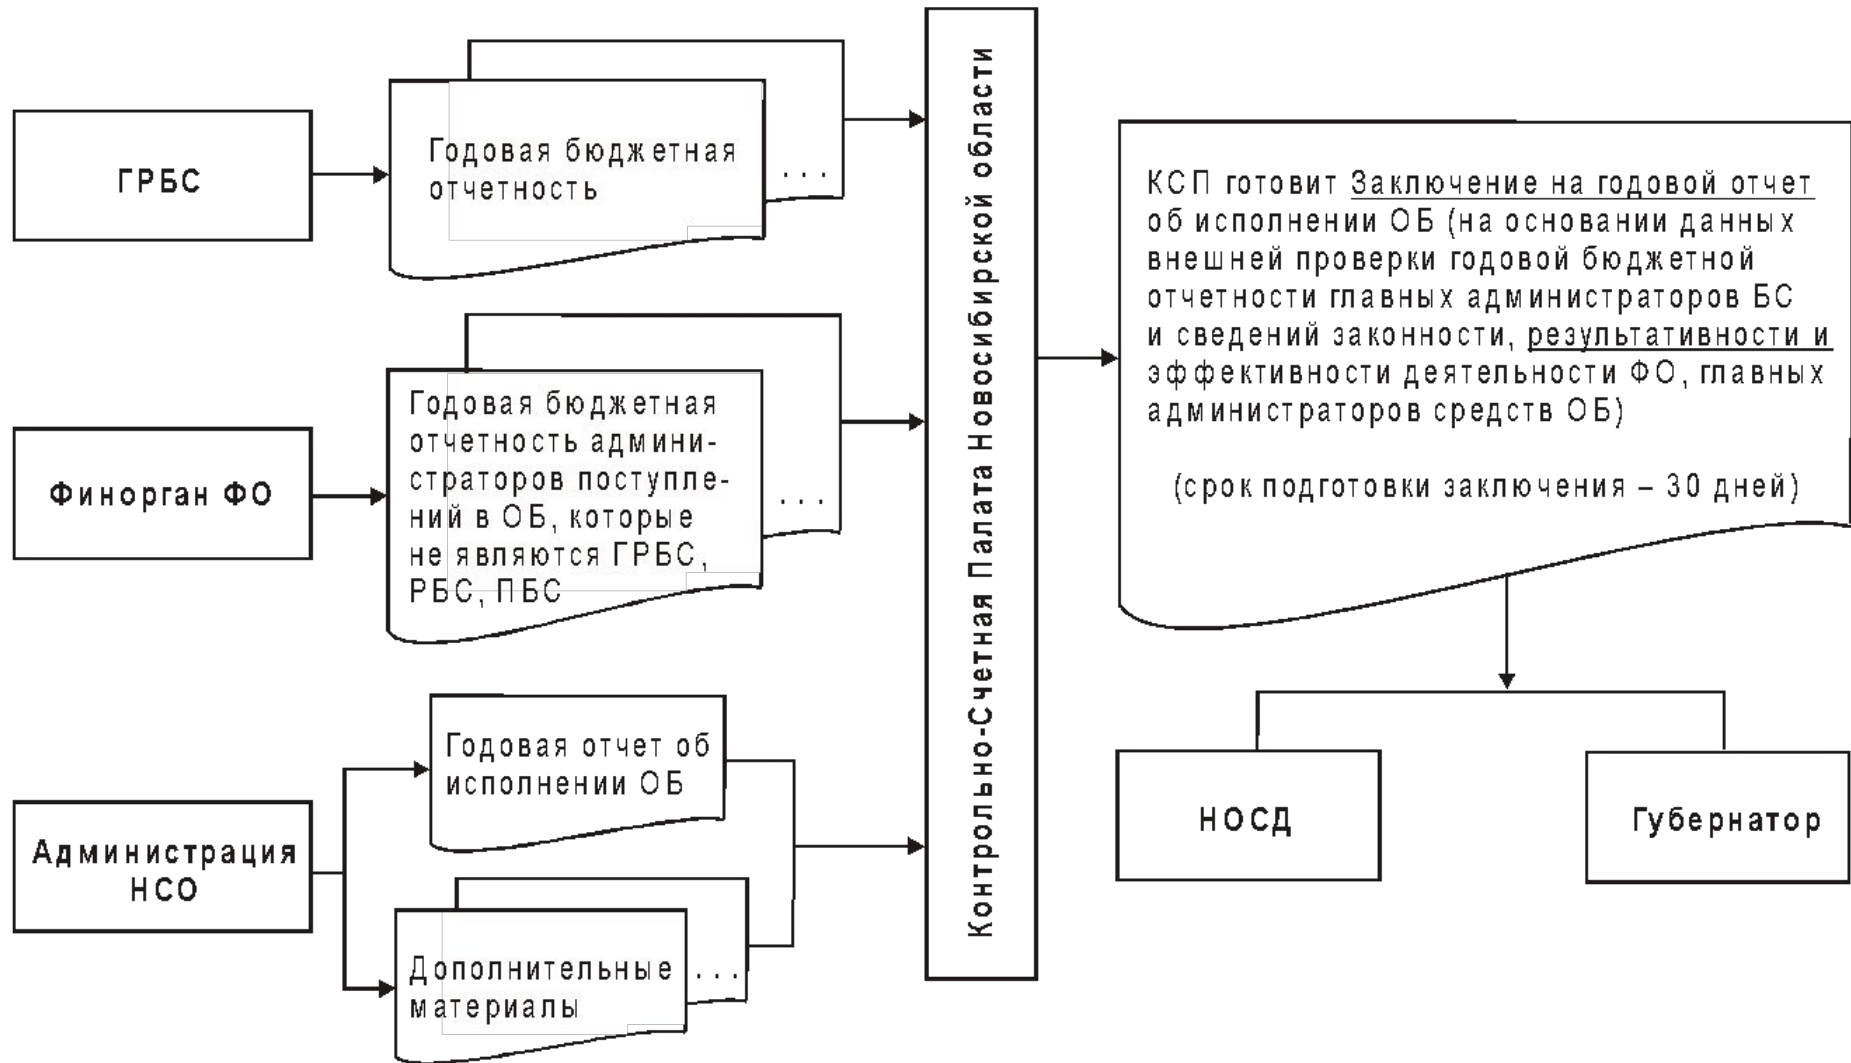 ГРБС
Годовая бюджетная
отчетность
...
Финорган ФО
Годовая бюджетная
отчетность админи-
страторов поступле-
ний в ОБ, которые
не являются ГРБС,
РБС, ПБС
...
Администрация
НСО
Годовая отчет об
исполнении ОБ
Дополнительные
материалы
...
Контрольно-Счетная Палата Новосибирской области
КСП готовит Заключение на годовой отчет
об исполнении ОБ (на основании данных
внешней проверки годовой бюджетной
отчетности главных администраторов БС
и сведений законности, результативности и
эффективности деятельности ФО, главных
администраторов средств ОБ)
(срок подготовки заключения – 30 дней)
НОСД
Губернатор